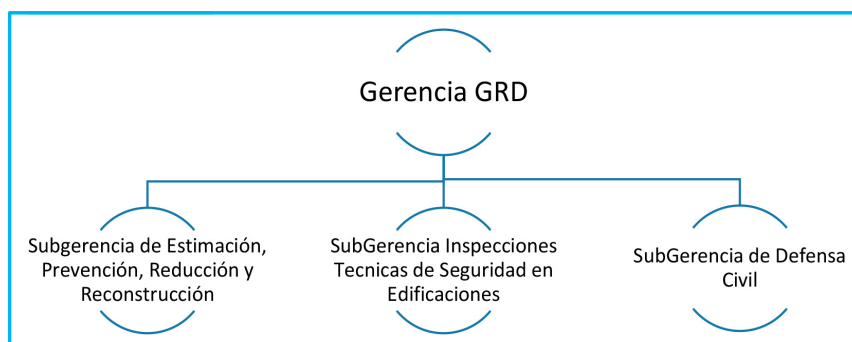 Gerencia GRD
Subgerencia de Estimación,
Prevención, Reducción y
Reconstrucción
SubGerencia Inspecciones
Tecnicas de Seguridad en
Edificaciones
SubGerencia de Defensa
Civil